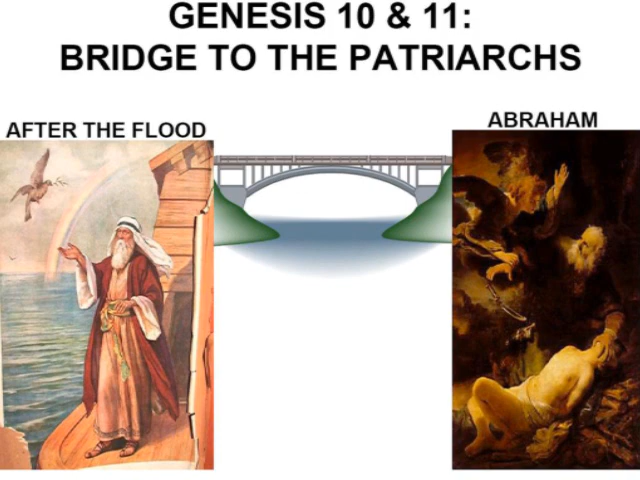 GENESIS 10 & 11:
BRIDGE TO THE PATRIARCHS
AFTER THE FLOOD
ABRAHAM